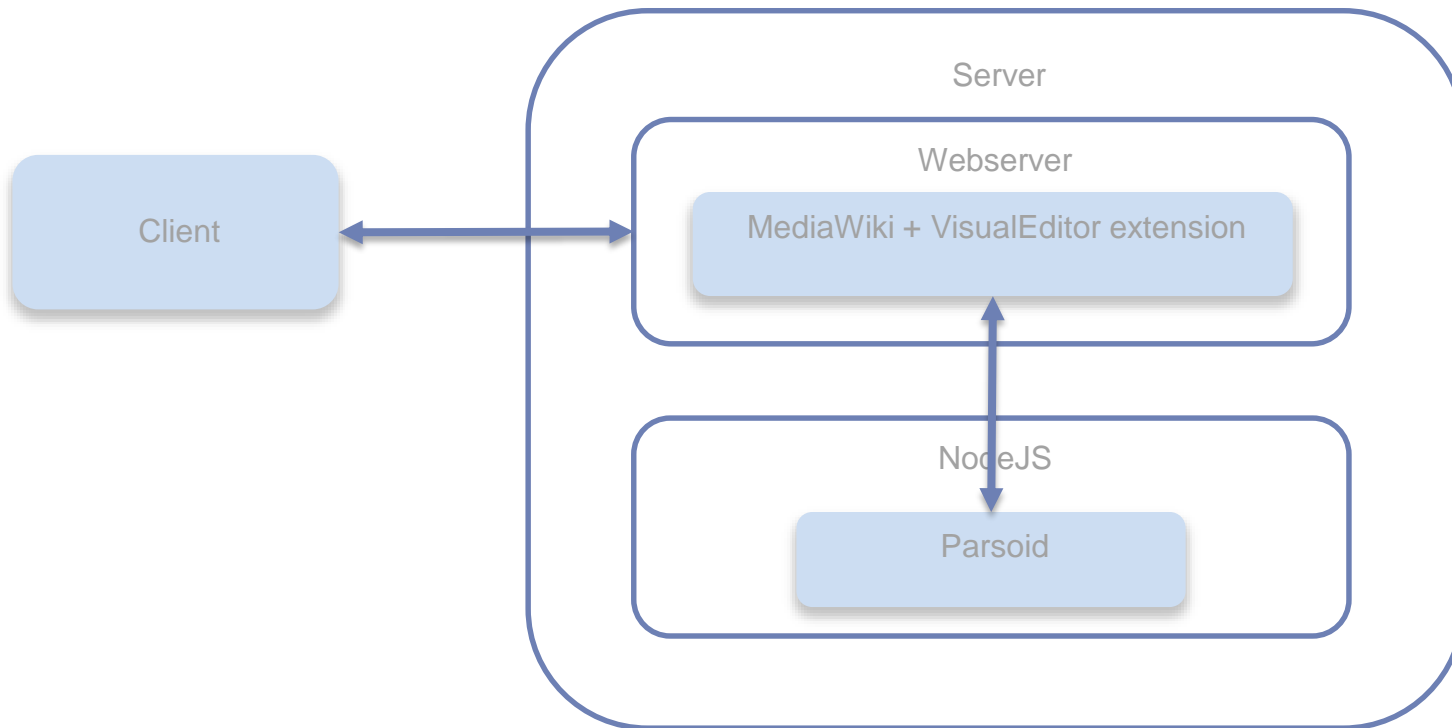 Server
Webserver
Client
MediaWiki + VisualEditor extension
NodeJS
Parsoid